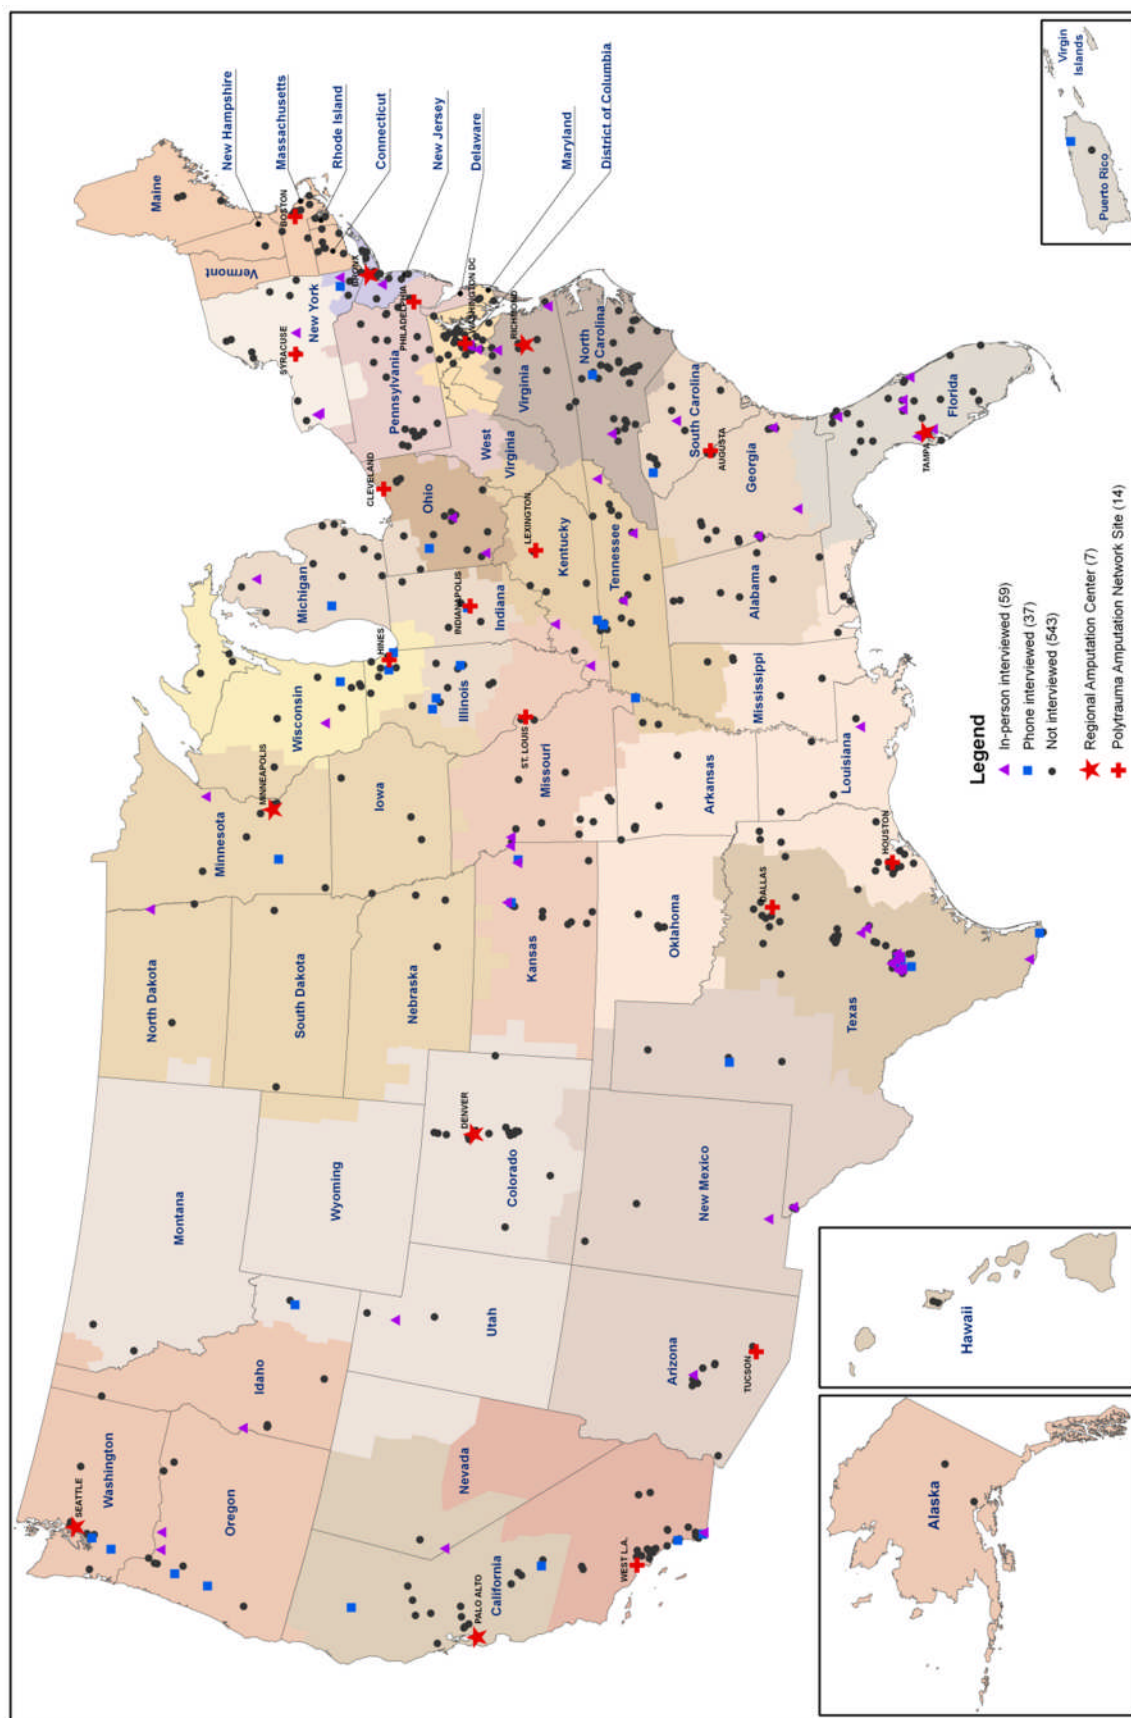 SEATTLE
Washington
Oregon
Idaho
Montana
North Dakota
Minnesota
MINNEAPOLIS
Wisconsin
Michigan
Maine
Vermont
New Hampshire
Massachusetts
BOSTON
Rhode Island
Connecticut
SYRACUSE
New York
BRONX
New Jersey
South Dakota
Wyoming
Iowa
Nebraska
HINES
Illinois
INDIANAPOLIS
Indiana
CLEVELAND
Ohio
Pennsylvania
PHILADELPHIA
Delaware
WASHINGTON DC
Maryland
District of Columbia
West
Virginia
Virginia
RICHMOND
PALO ALTO
California
Nevada
Utah
DENVER
Colorado
Kansas
ST. LOUIS
Missouri
LEXINGTON
Kentucky
Tennessee
North
Carolina
WEST L.A.
Arizona
TUCSON
New Mexico
Oklahoma
Arkansas
Mississippi
Alabama
Georgia
South Carolina
AUGUSTA
DALLAS
Texas
HOUSTON
Louisiana
Florida
TAMPA
Alaska
Hawaii
Legend
In-person interviewed (59)
Phone interviewed (37)
Not interviewed (543)
Regional Amputation Center (7)
Polytrauma Amputation Network Site (14)
Virgin
Islands
Puerto Rico